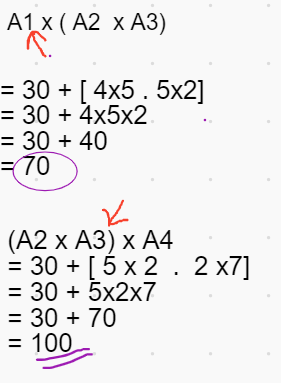 A1 x ( A2 x A3)
= 30 + [ 4x5 . 5x2]
= 30 + 4x5x2
= 30 + 40
= 70
(A2 x A3) x A4
= 30 + [ 5 x 2 . 2 x7]
= 30 + 5x2x7
= 30 + 70
= 100